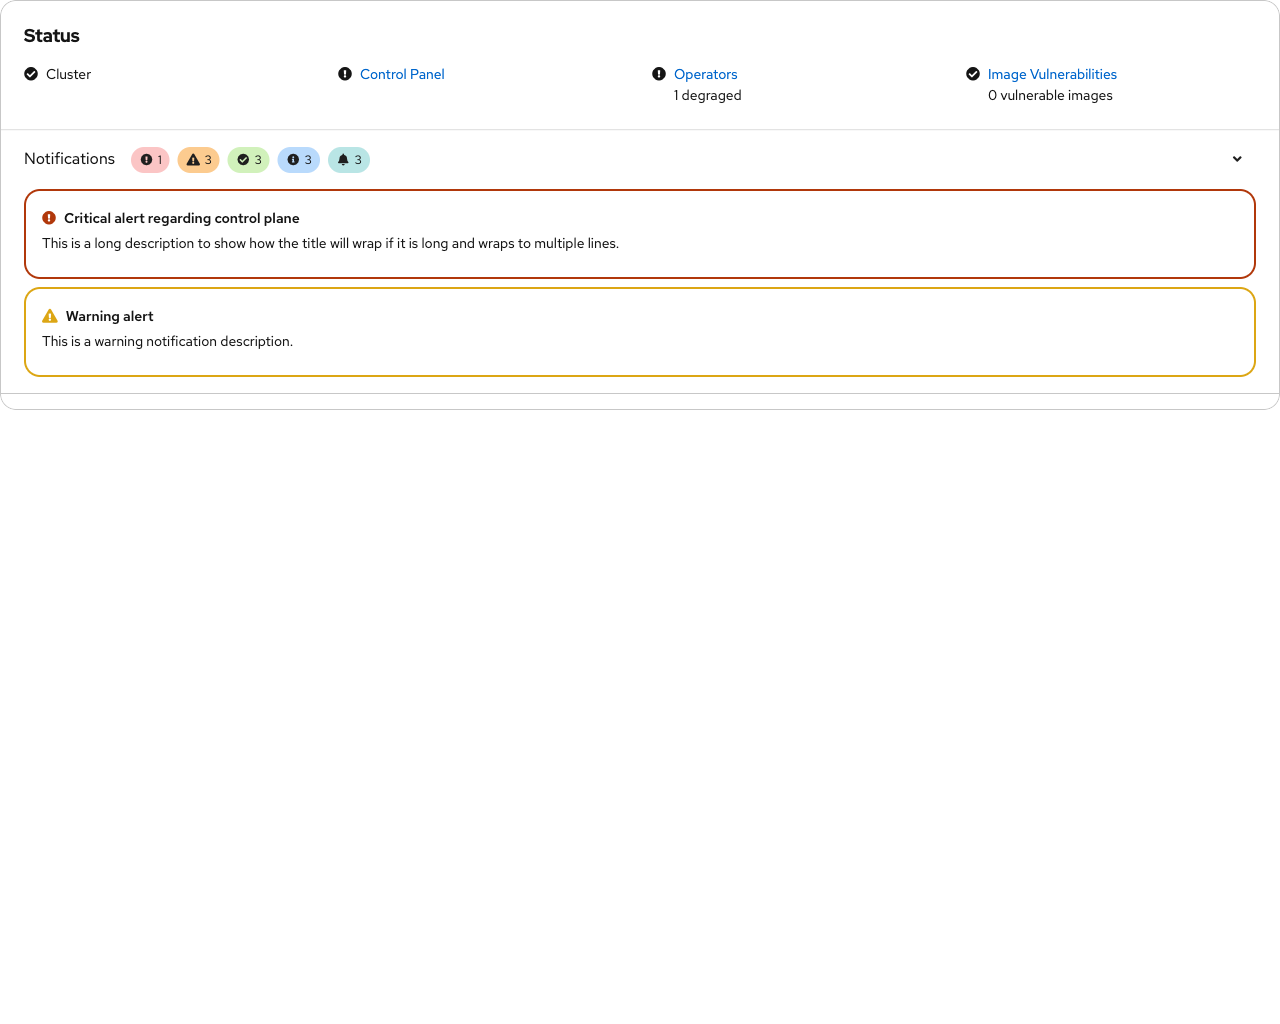 Status
Cluster
Control Panel
Operators
1 degraged
Image Vulnerabilities
0 vulnerable images
Notifications 1 3 3 3 3
Critical alert regarding control plane
This is a long description to show how the title will wrap if it is long and wraps to multiple lines.
Warning alert
This is a warning notification description.